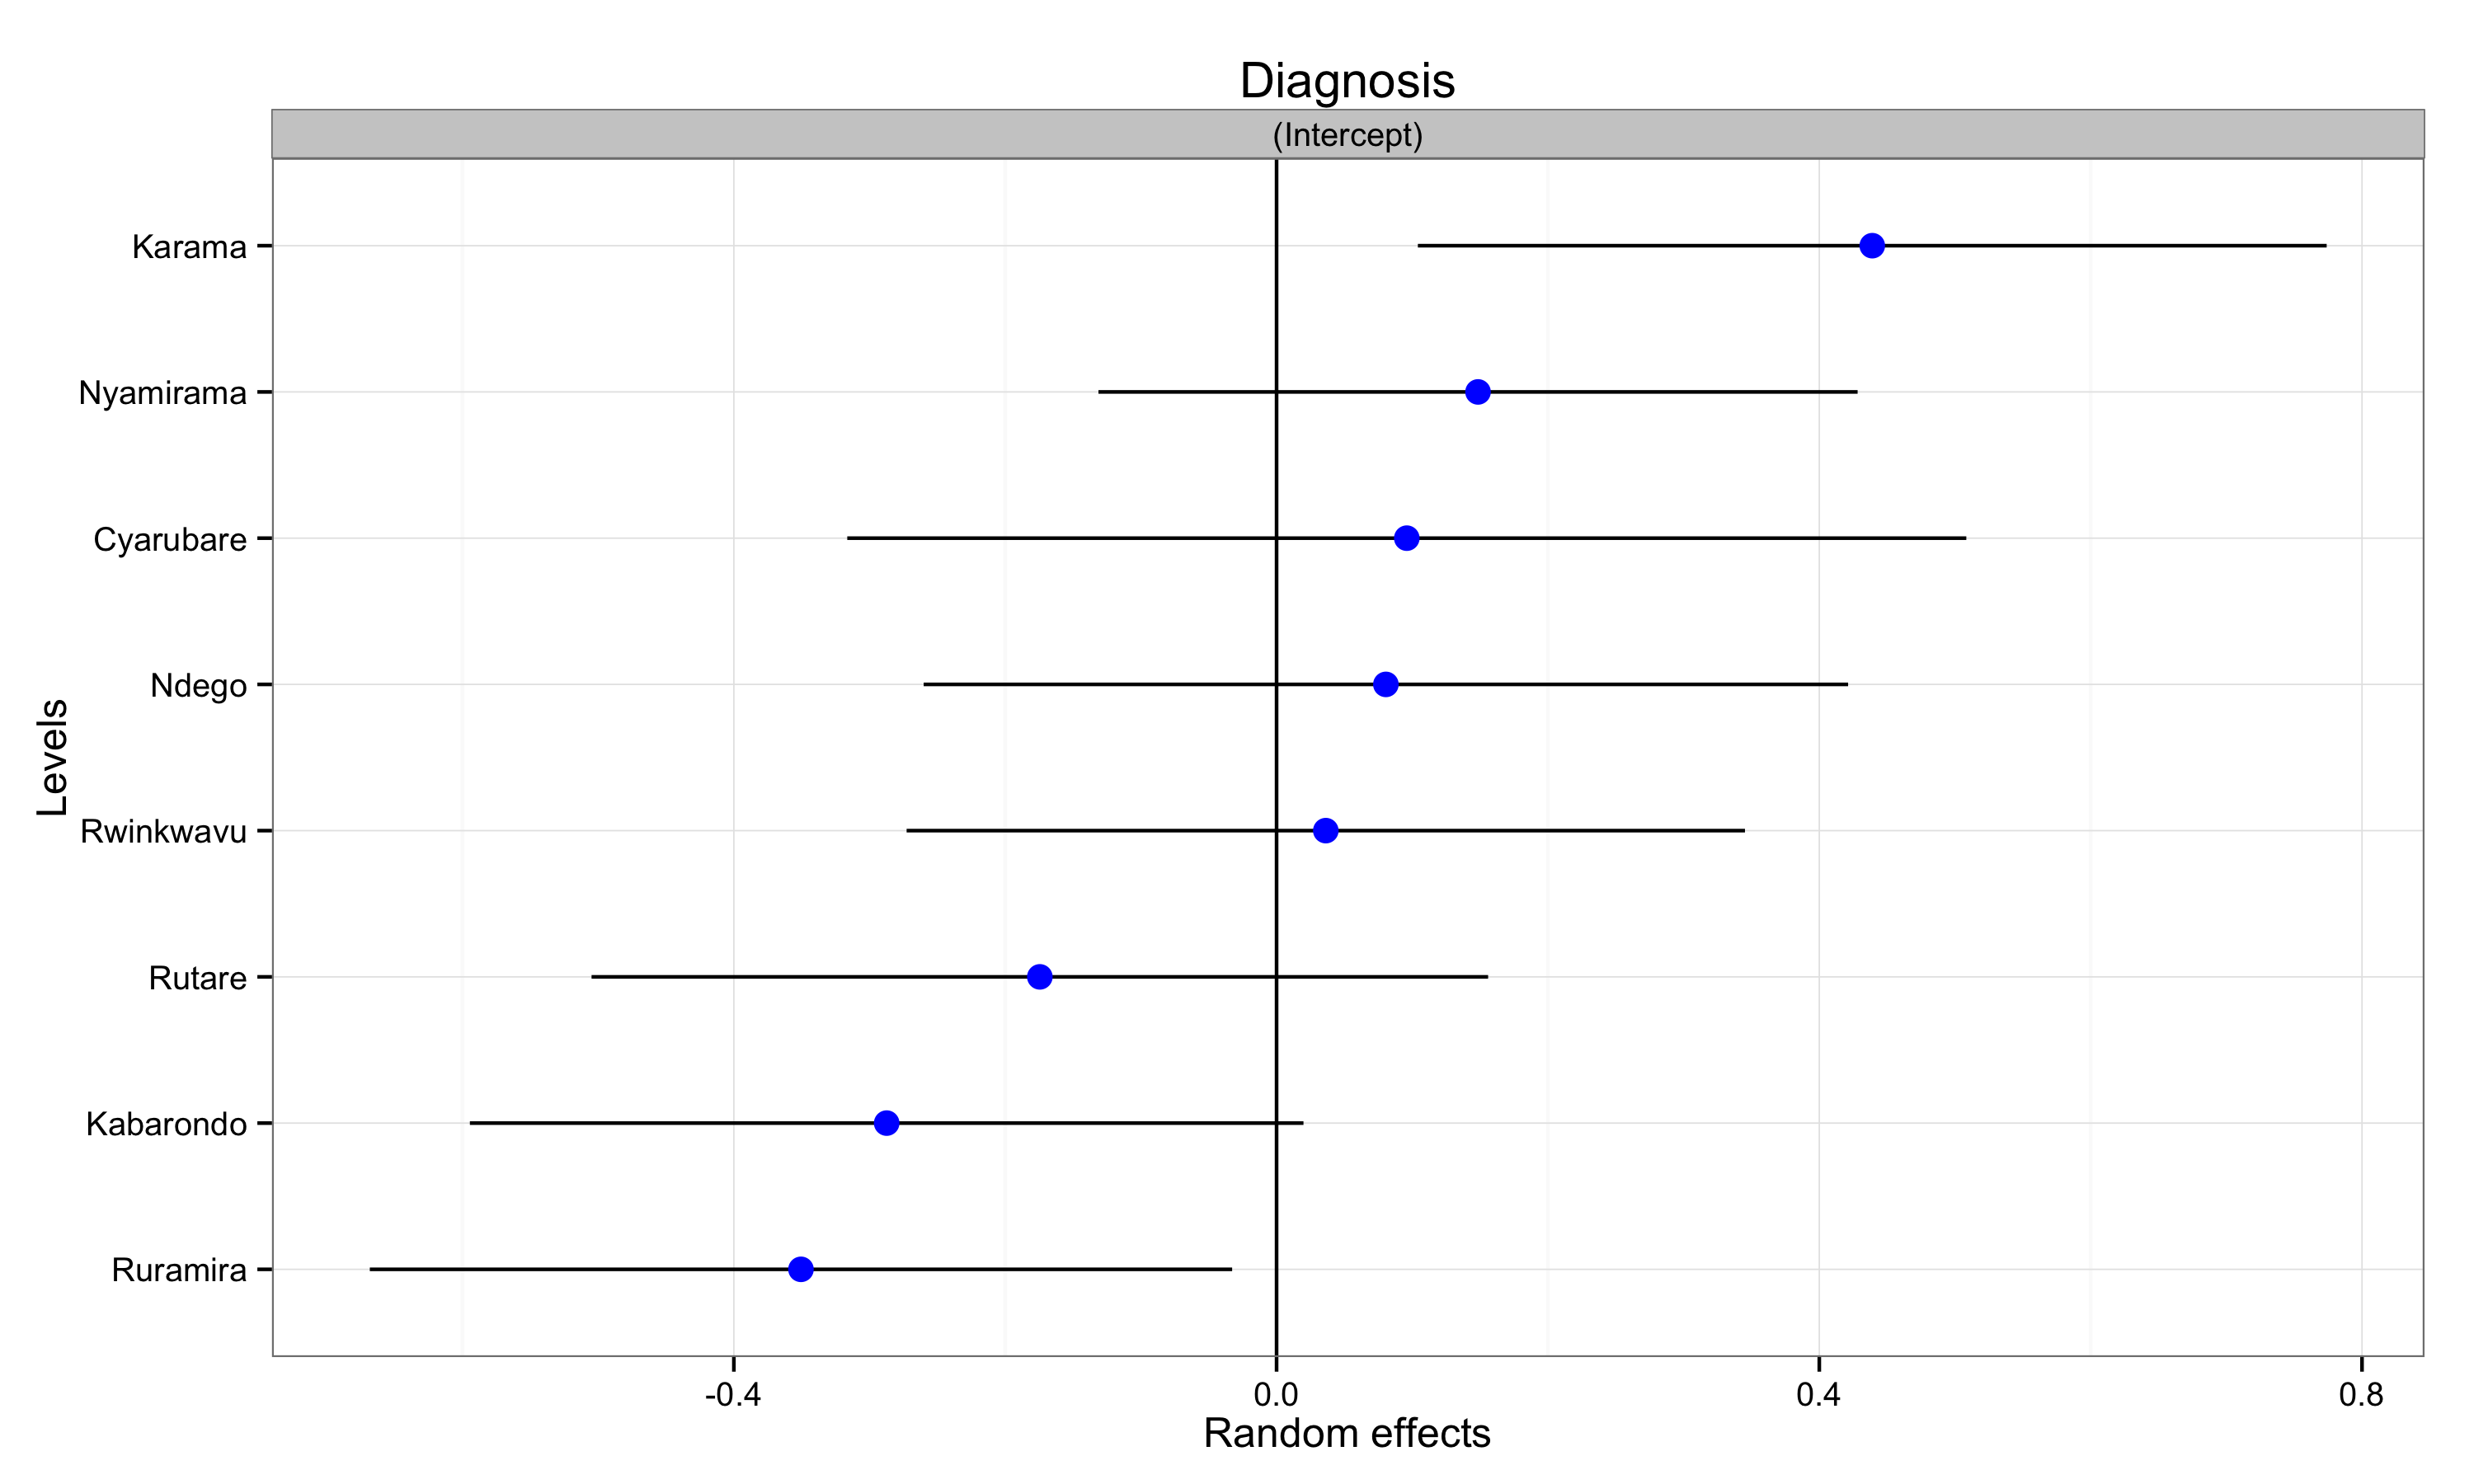 Diagnosis
(Intercept)
Karama
Nyamirama
Cyarubare
Ndego
Levels
Rwinkwavu
Rutare
Kabarondo
Ruramira
-0.4 0.0 0.4 0.8
Random effects